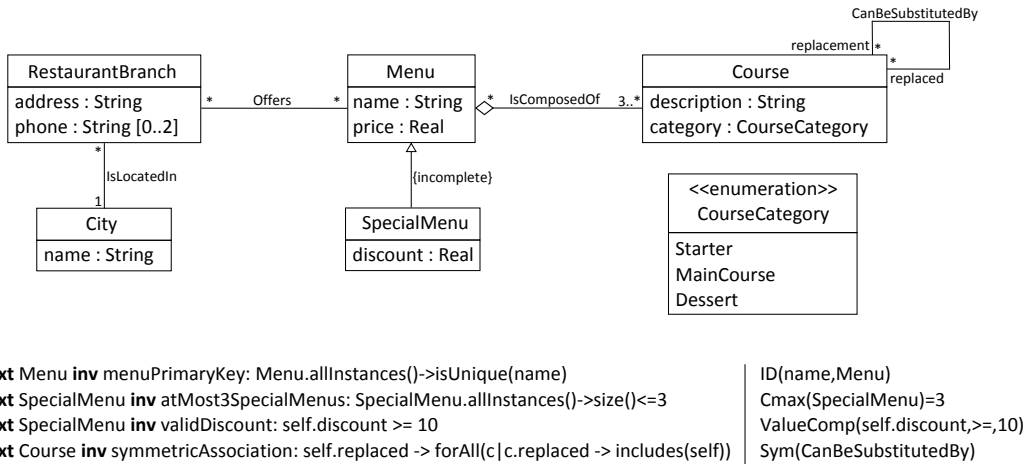 CanBeSubstitutedBy
replacement *
*
replaced
RestaurantBranch
address : String
phone : String [0..2]
* Offers *
Menu
name : String
price : Real
* IsComposedOf 3..*
Course
description : String
category : CourseCategory
*
IsLocatedIn
1
{incomplete}
City
name : String
SpecialMenu
discount : Real
<<enumeration>>
CourseCategory
Starter
MainCourse
Dessert
xt Menu inv menuPrimaryKey: Menu.allInstances()->isUnique(name) ID(name,Menu)
xt SpecialMenu inv atMost3SpecialMenus: SpecialMenu.allInstances()->size()<=3 Cmax(SpecialMenu)=3
xt SpecialMenu inv validDiscount: self.discount >= 10 ValueComp(self.discount,>=,10)
xt Course inv symmetricAssociation: self.replaced -> forAll(c|c.replaced -> includes(self)) Sym(CanBeSubstitutedBy)